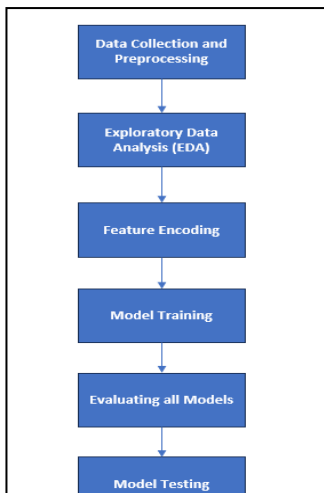 Data Collection and
Preprocessing
Exploratory Data
Analysis (EDA)
Feature Encoding
Model Training
Evaluating all Models
Model Testing